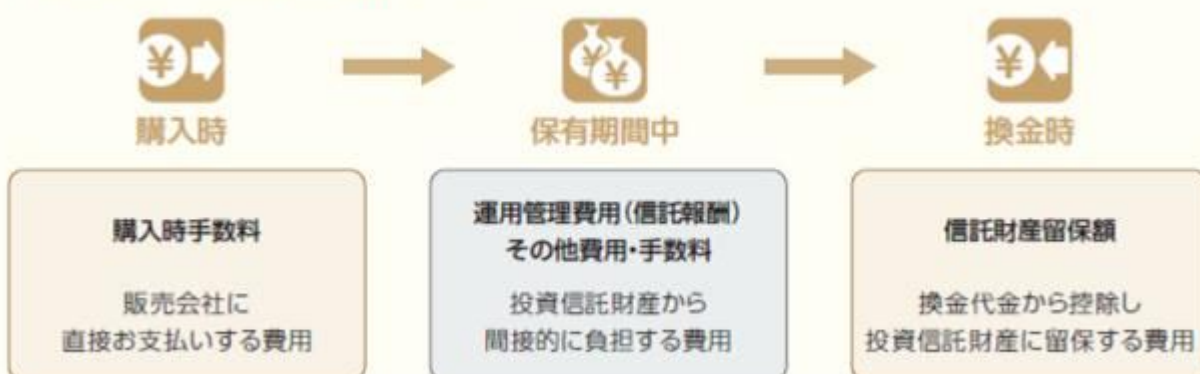 購入時
保有期間中
換金時
購入時手数料
販売会社に
直接お支払いする費用
運用管理費用(信託報酬)
その他費用・手数料
投資信託財産から
間接的に負担する費用
信託財産留保額
換金代金から控除し
投資信託財産に留保する費用